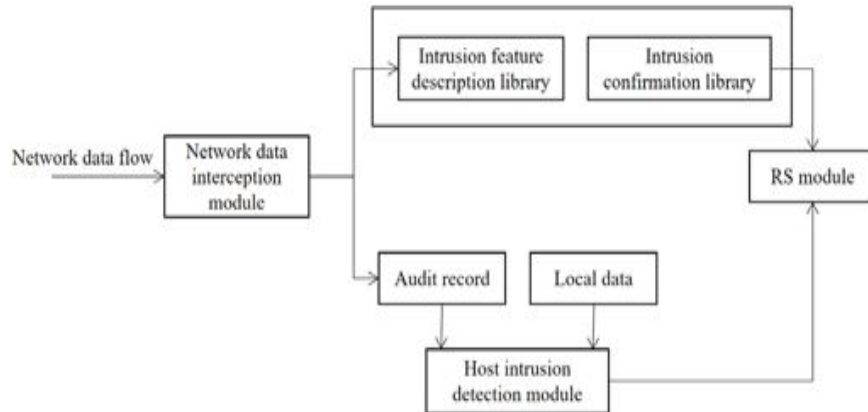 Intrusion feature
description library
Intrusion
confirmation library
Network data flow
Network data
interception
module
RS module
Audit record
Local data
Host intrusion
detection module